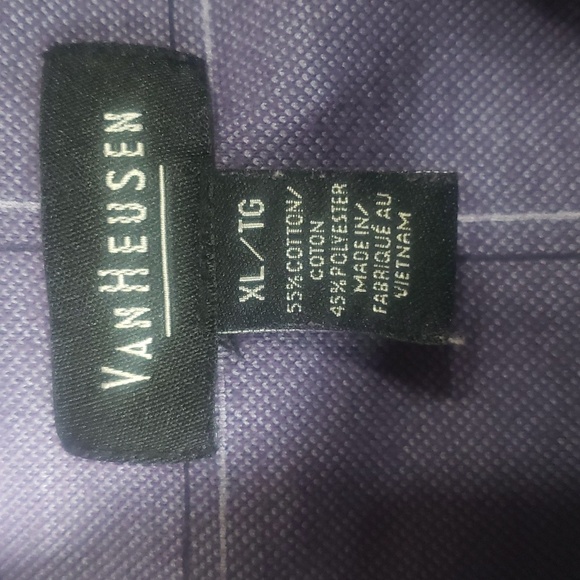 VANHEUSEN
XL/TG
55% COTTON/
COTON
45% POLYESTER
MADE IN/
FABRIQUÉ AU
VIETNAM